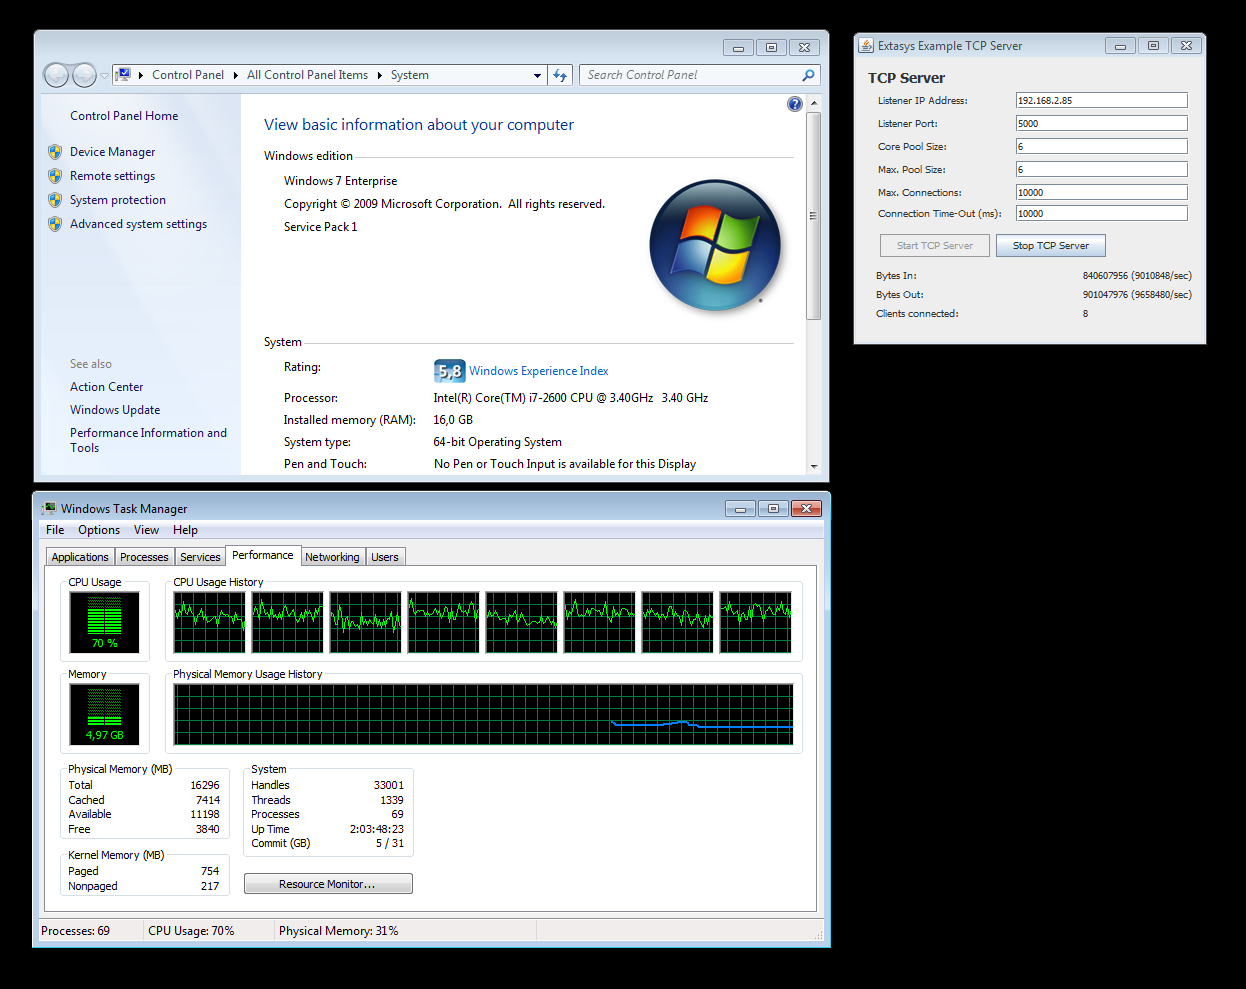 Control Panel
All Control Panel Items
System
Search Control Panel
Control Panel Home
Device Manager
Remote settings
System protection
Advanced system settings
See also
Action Center
Windows Update
Performance Information and
Tools
View basic information about your computer
Windows edition
Windows 7 Enterprise
Copyright © 2009 Microsoft Corporation.  All rights reserved.
Service Pack 1
System
Rating:
5,8 Windows Experience Index
Processor: Intel(R) Core(TM) i7-2600 CPU @ 3.40GHz   3.40 GHz
Installed memory (RAM): 16,0 GB
System type: 64-bit Operating System
Pen and Touch: No Pen or Touch Input is available for this Display
Extasys Example TCP Server
TCP Server
Listener IP Address: 192.168.2.85
Listener Port: 5000
Core Pool Size: 6
Max. Pool Size: 6
Max. Connections: 10000
Connection Time-Out (ms): 10000
Start TCP Server Stop TCP Server
Bytes In: 840607956 (9010848/sec)
Bytes Out: 901047976 (9658480/sec)
Clients connected: 8
Windows Task Manager
File Options View Help
Applications Processes Services Performance Networking Users
CPU Usage
70 %
CPU Usage History
Memory
4,97 GB
Physical Memory Usage History
Physical Memory (MB)
Total 16296
Cached 7414
Available 11198
Free 3840
Kernel Memory (MB)
Paged 754
Nonpaged 217
System
Handles 33001
Threads 1339
Processes 69
Up Time 2:03:48:23
Commit (GB) 5 / 31
Resource Monitor...
Processes: 69 CPU Usage: 70% Physical Memory: 31%